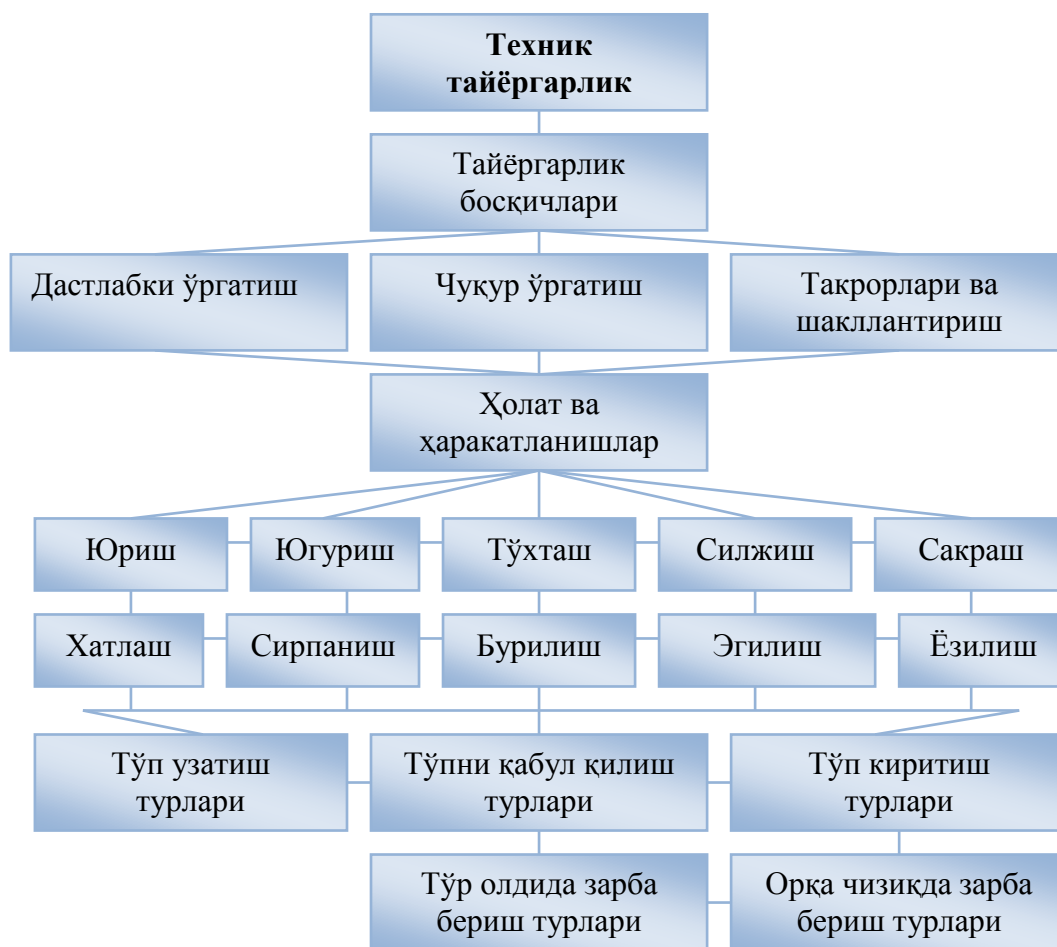 Техник
тайёргарлик
Тайёргарлик
босқичлари
Дастлабки ўргатиш
Чуқур ўргатиш
Такрорлари ва
шакллантириш
Ҳолат ва
ҳаракатланишлар
Юриш
Югуриш
Тўхташ
Силжиш
Сакраш
Хатлаш
Сирпаниш
Бурилиш
Эгилиш
Ёзилиш
Тўп узатиш
турлари
Тўпни қабул қилиш
турлари
Тўп киритиш
турлари
Тўр олдида зарба
бериш турлари
Орқа чизиқда зарба
бериш турлари